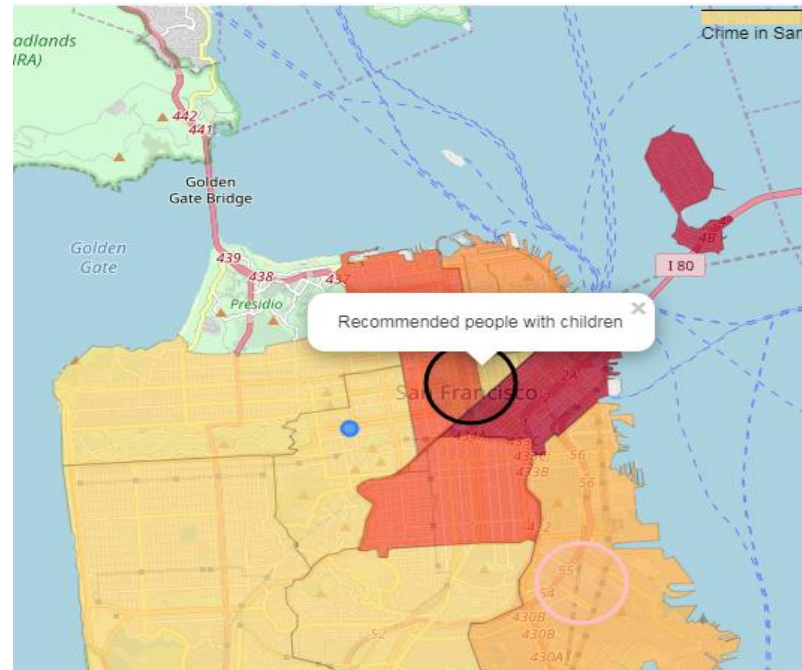 Crime in San
adlands
IRA)
442
441
Golden
Gate Bridge
Golden
Gate
439
438
437
Presidio
I 80
4B
×
Recommended people with children
San Francisco
2A
434A
433C
433B
56
56
432
55
54
52
430B
430B
430A